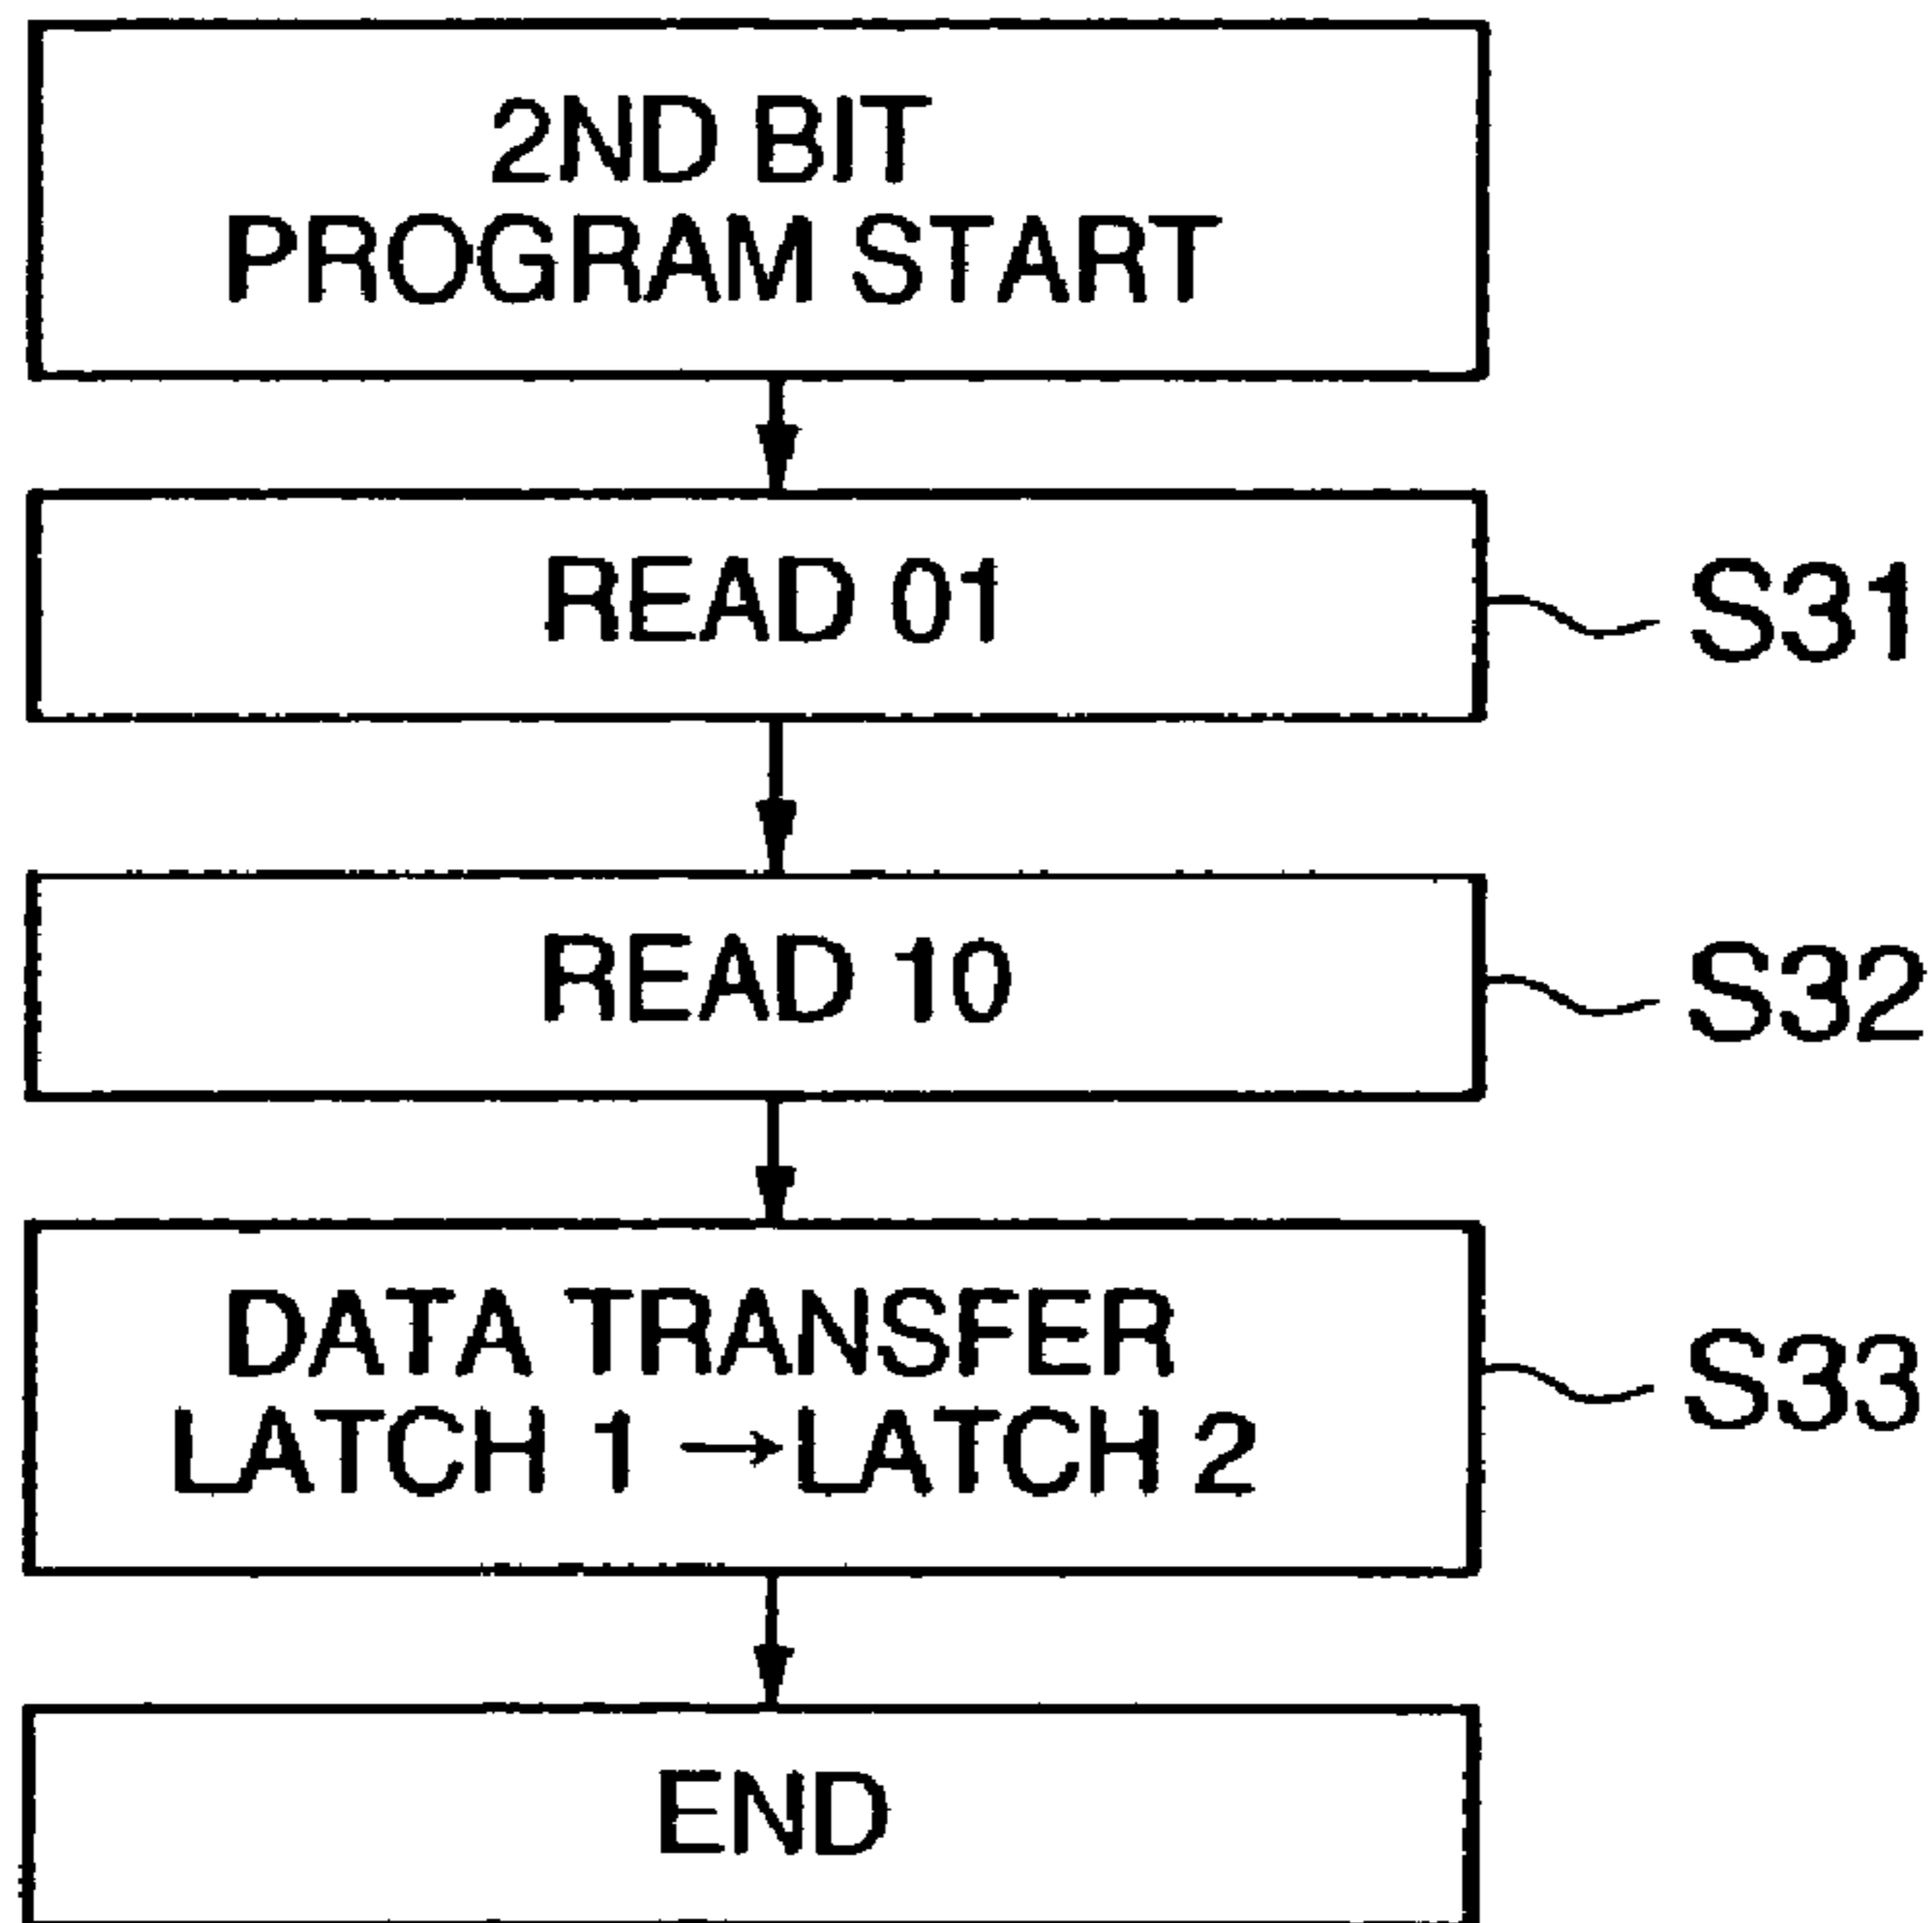 2ND BIT
PROGRAM START
READ 01
S31
READ 10
S32
DATA TRANSFER
LATCH 1 → LATCH 2
S33
END